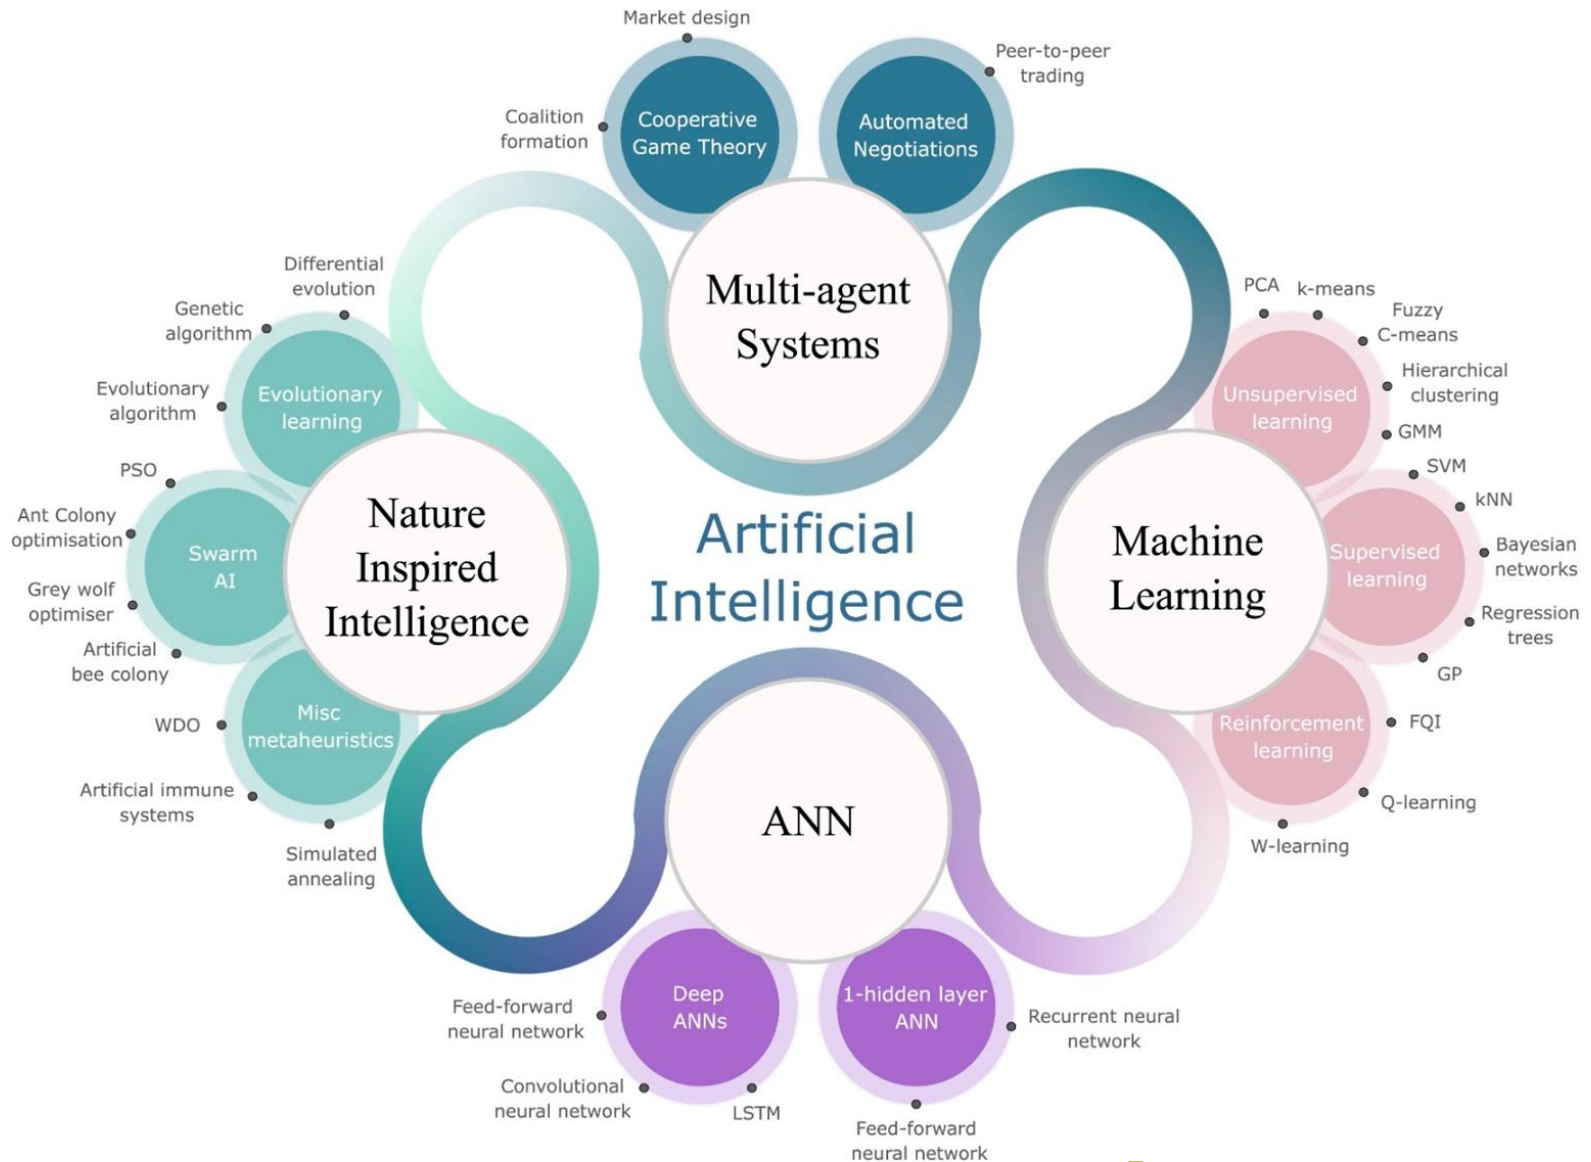 Market design
Coalition
formation
Cooperative
Game Theory
Automated
Negotiations
Peer-to-peer
trading
Multi-agent
Systems
Differential
evolution
Genetic
algorithm
Evolutionary
algorithm
Evolutionary
learning
PSO
Ant Colony
optimisation
Grey wolf
optimiser
Artificial
bee colony
Swarm
AI
WDO
Artificial immune
systems
Simulated
annealing
Misc
metaheuristics
Nature
Inspired
Intelligence
Artificial
Intelligence
Machine
Learning
PCA
k-means
Fuzzy
C-means
Hierarchical
clustering
GMM
Unsupervised
learning
SVM
kNN
Bayesian
networks
Regression
trees
GP
Supervised
learning
FQI
Q-learning
W-learning
Reinforcement
learning
ANN
Deep
ANNs
Feed-forward
neural network
Convolutional
neural network
LSTM
1-hidden layer
ANN
Recurrent neural
network
Feed-forward
neural network